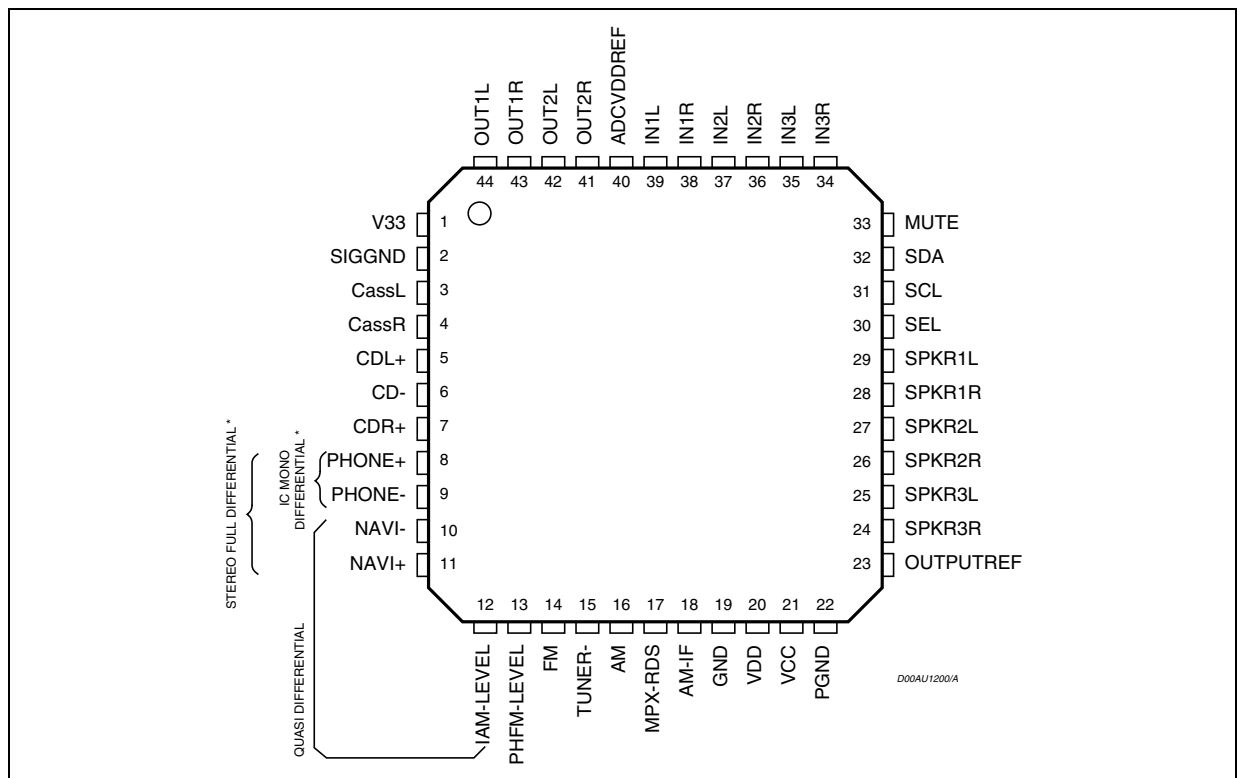 OUT1L
OUT1R
OUT2L
OUT2R
ADCVDDREF
IN1L
IN1R
IN2L
IN2R
IN3L
IN3R
44 43 42 41 40 39 38 37 36 35 34
V33 1
SIGGND 2
CassL 3
CassR 4
CDL+ 5
CD- 6
CDR+ 7
PHONE+ 8
PHONE- 9
NAVI- 10
NAVI+ 11
33 MUTE
32 SDA
31 SCL
30 SEL
29 SPKR1L
28 SPKR1R
27 SPKR2L
26 SPKR2R
25 SPKR3L
24 SPKR3R
23 OUTPUTREF
STEREO FULL DIFFERENTIAL *
IC MONO
DIFFERENTIAL *
QUASI DIFFERENTIAL
12 13 14 15 16 17 18 19 20 21 22
IAM-LEVEL
PHFM-LEVEL
FM
TUNER-
AM
MPX-RDS
AM-IF
GND
VDD
VCC
PGND
D00AU1200/A